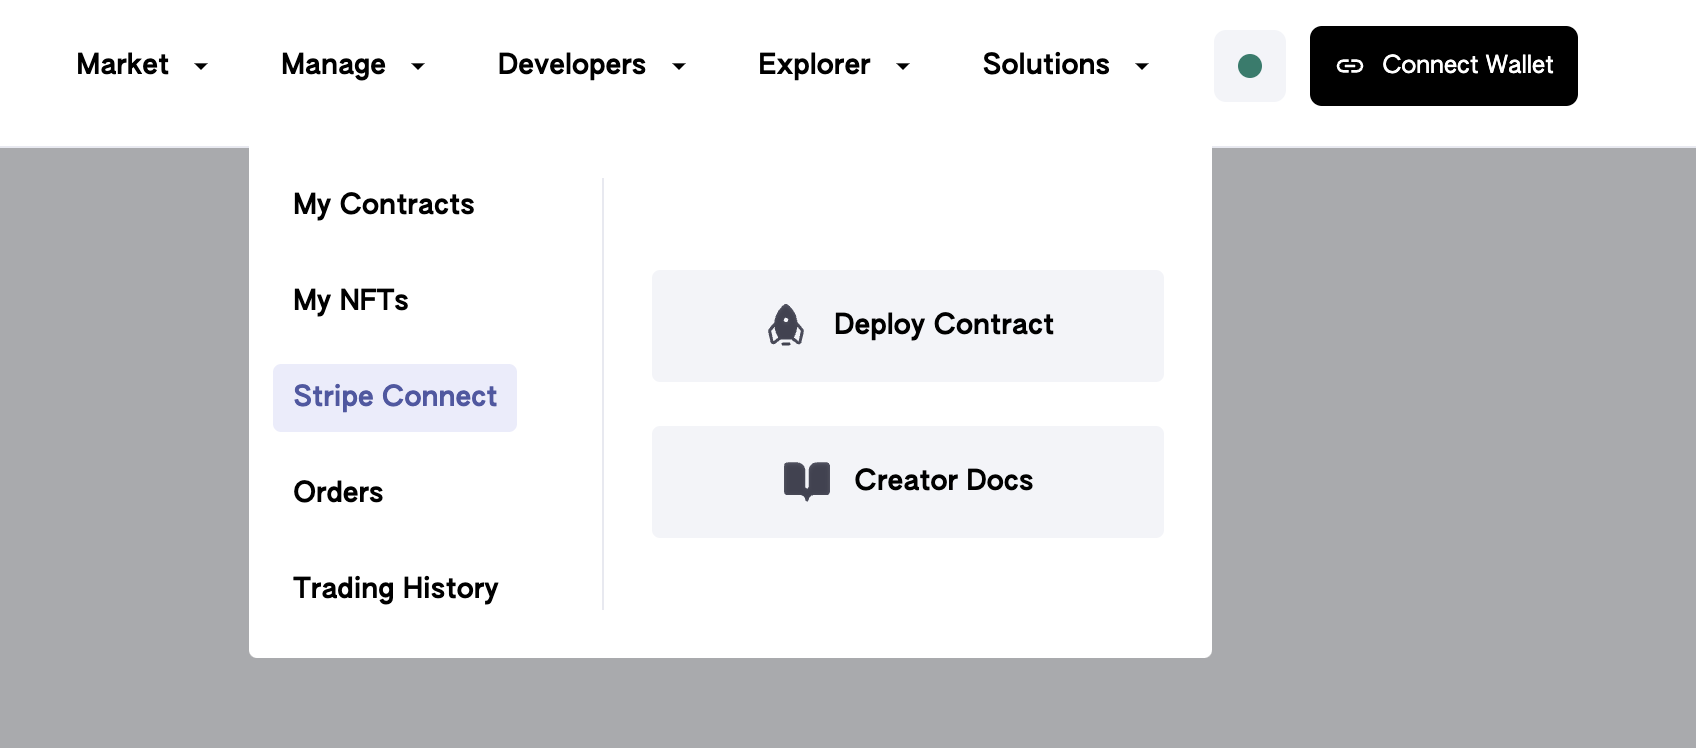 Market
Manage
Developers
Explorer
Solutions
Connect Wallet
My Contracts
My NFTs
Stripe Connect
Orders
Trading History
Deploy Contract
Creator Docs